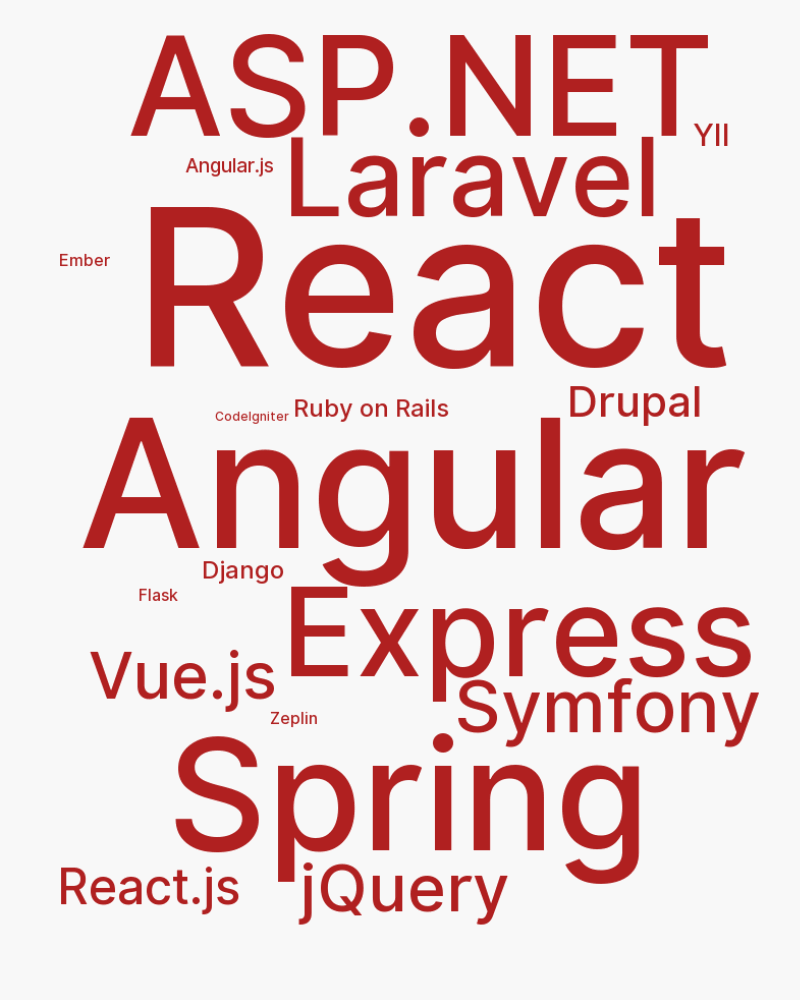 ASP.NET
YII
Angular.js
Laravel
React
Ember
Drupal
CodeIgniter
Ruby on Rails
Angular
Django
Flask
Express
Vue.js
Symfony
Zeplin
Spring
React.js
jQuery